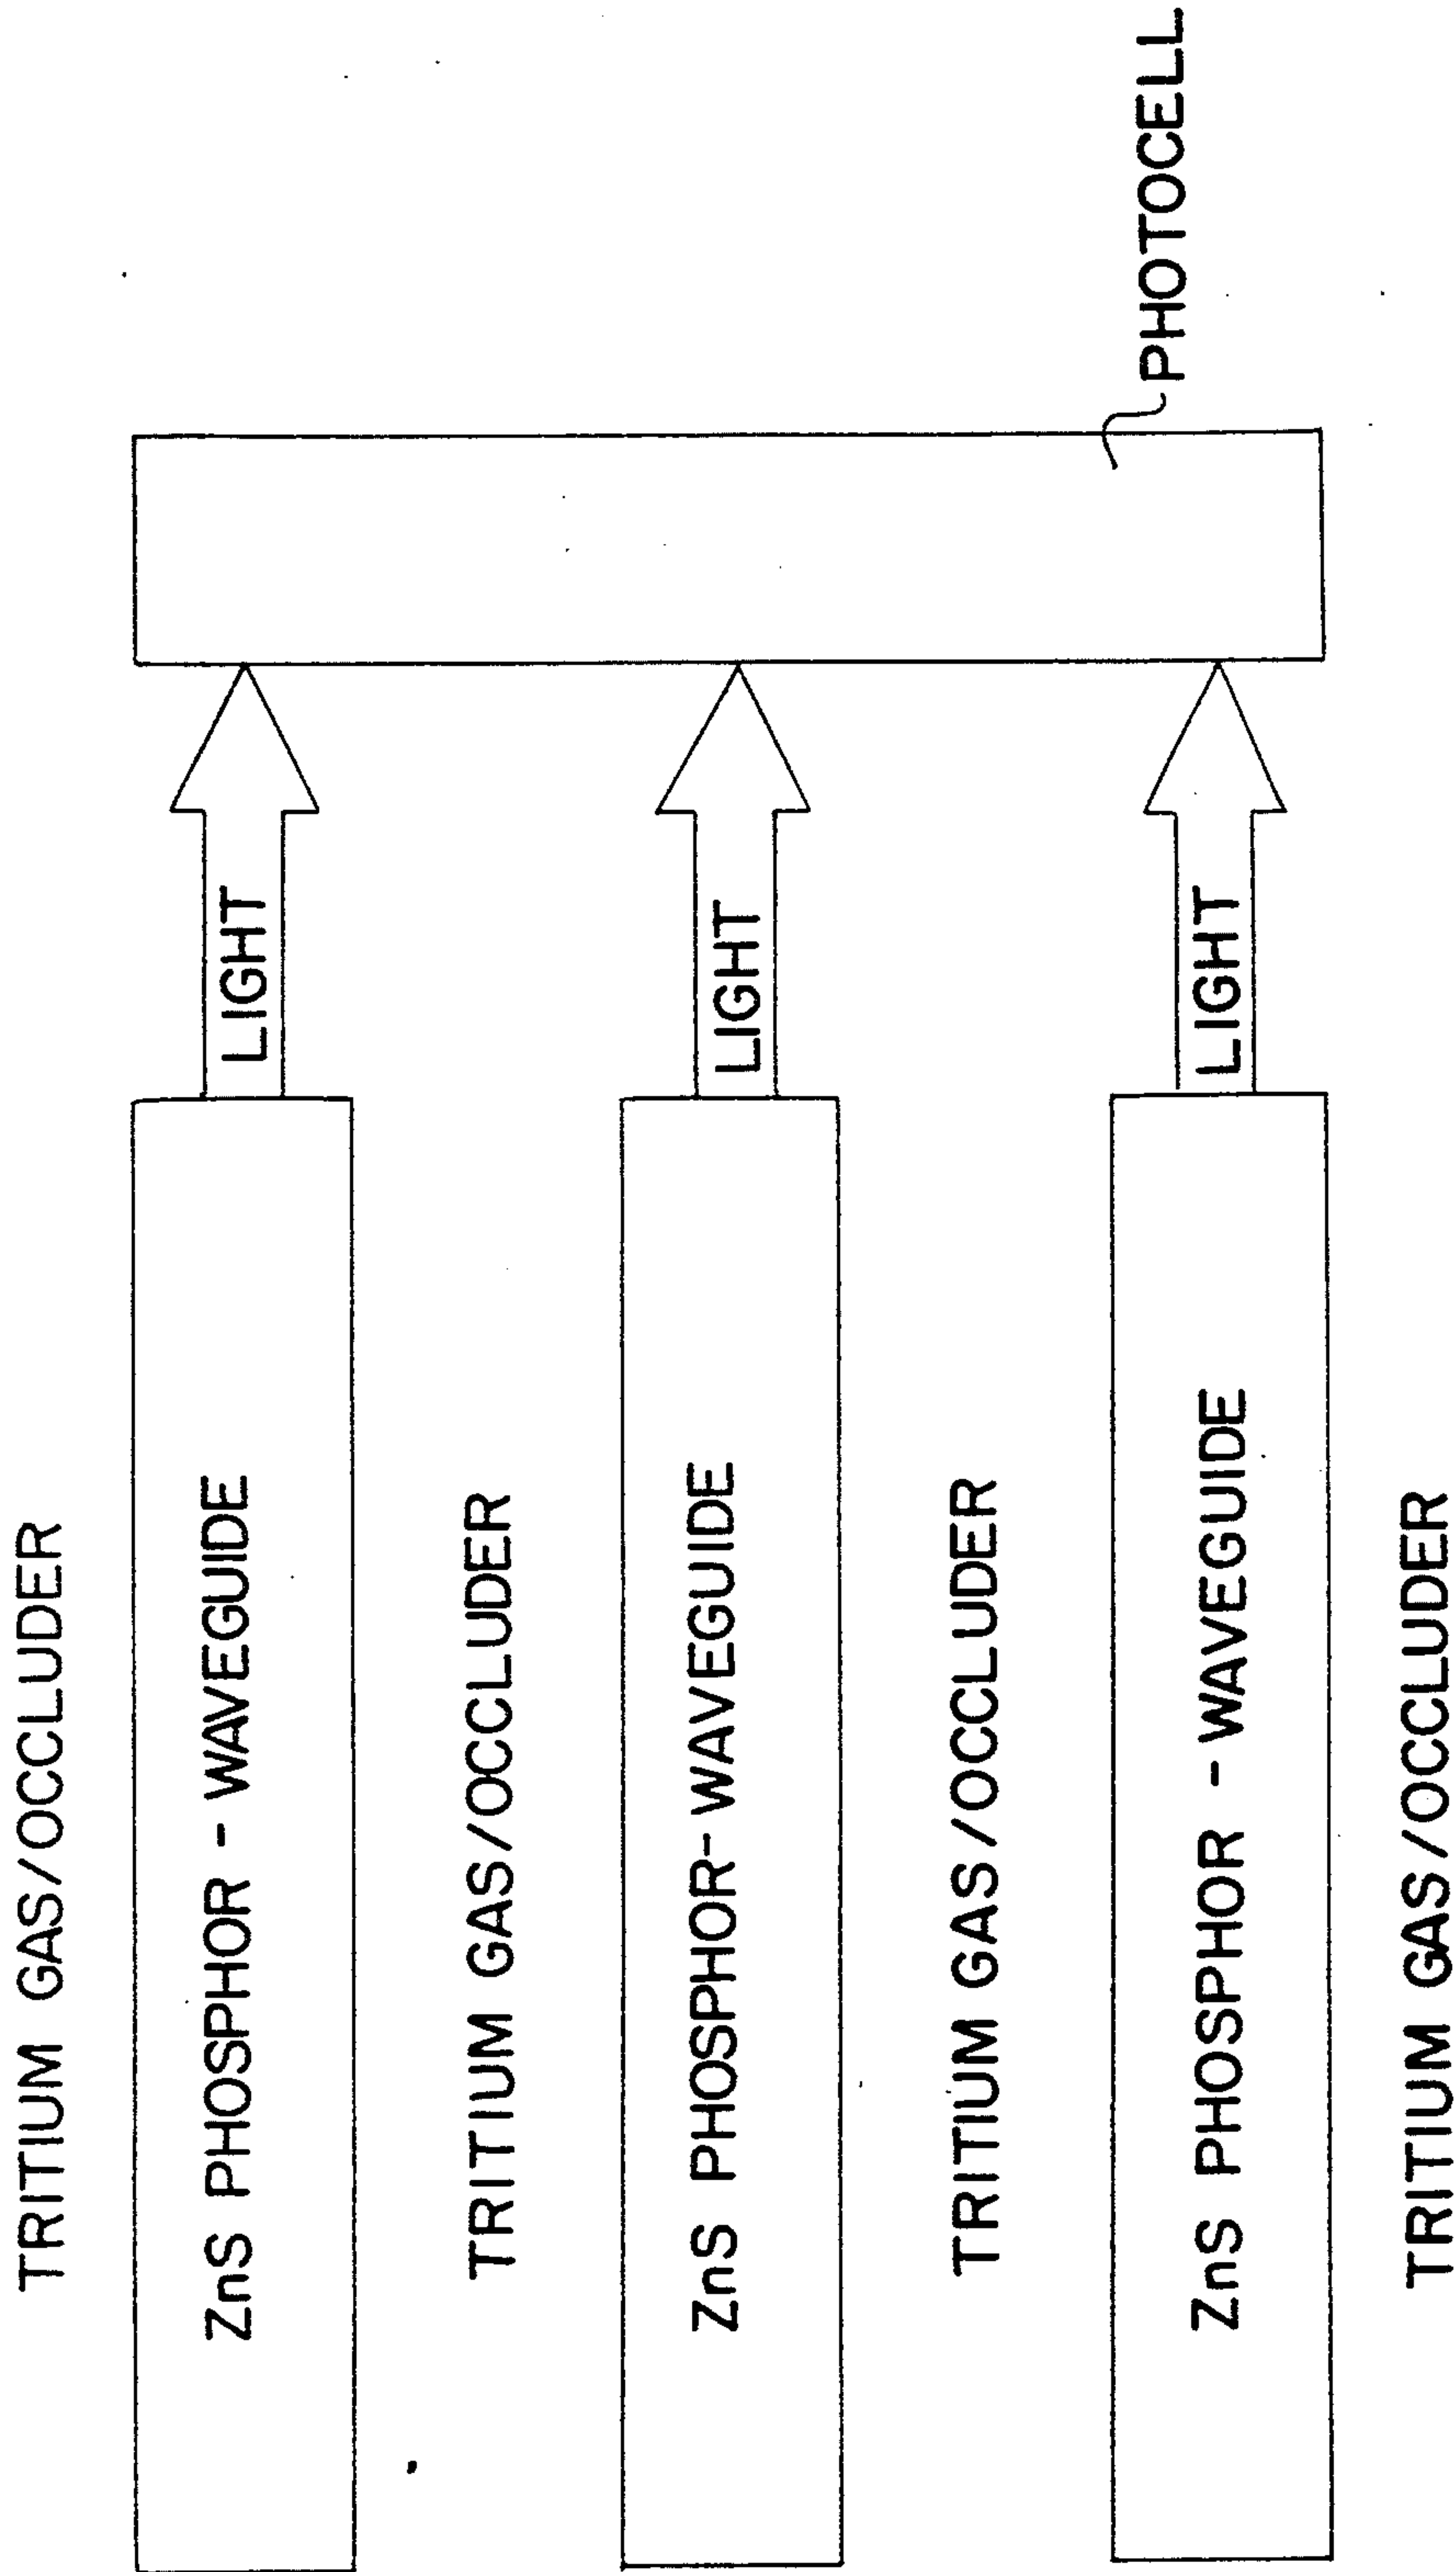 TRITIUM GAS/OCCLUDER
ZnS PHOSPHOR - WAVEGUIDE
LIGHT
TRITIUM GAS/OCCLUDER
ZnS PHOSPHOR-WAVEGUIDE
LIGHT
TRITIUM GAS/OCCLUDER
ZnS PHOSPHOR - WAVEGUIDE
LIGHT
PHOTOCELL
TRITIUM GAS/OCCLUDER